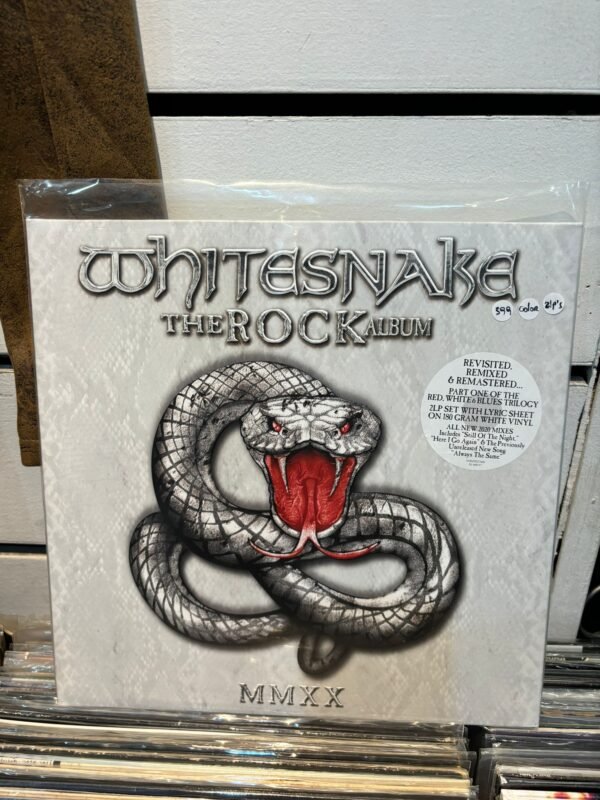 WHITESNAKE
THE ROCK ALBUM
599
color
2lp's
REVISITED,
REMIXED
& REMASTERED...
PART ONE OF THE
RED, WHITE & BLUES TRILOGY
2LP SET WITH LYRIC SHEET
ON 180 GRAM WHITE VINYL
ALL NEW 2020 MIXES
Includes "Still Of The Night,"
"Here I Go Again" & The Previously
Unreleased New Song
"Always The Same"
MMXX